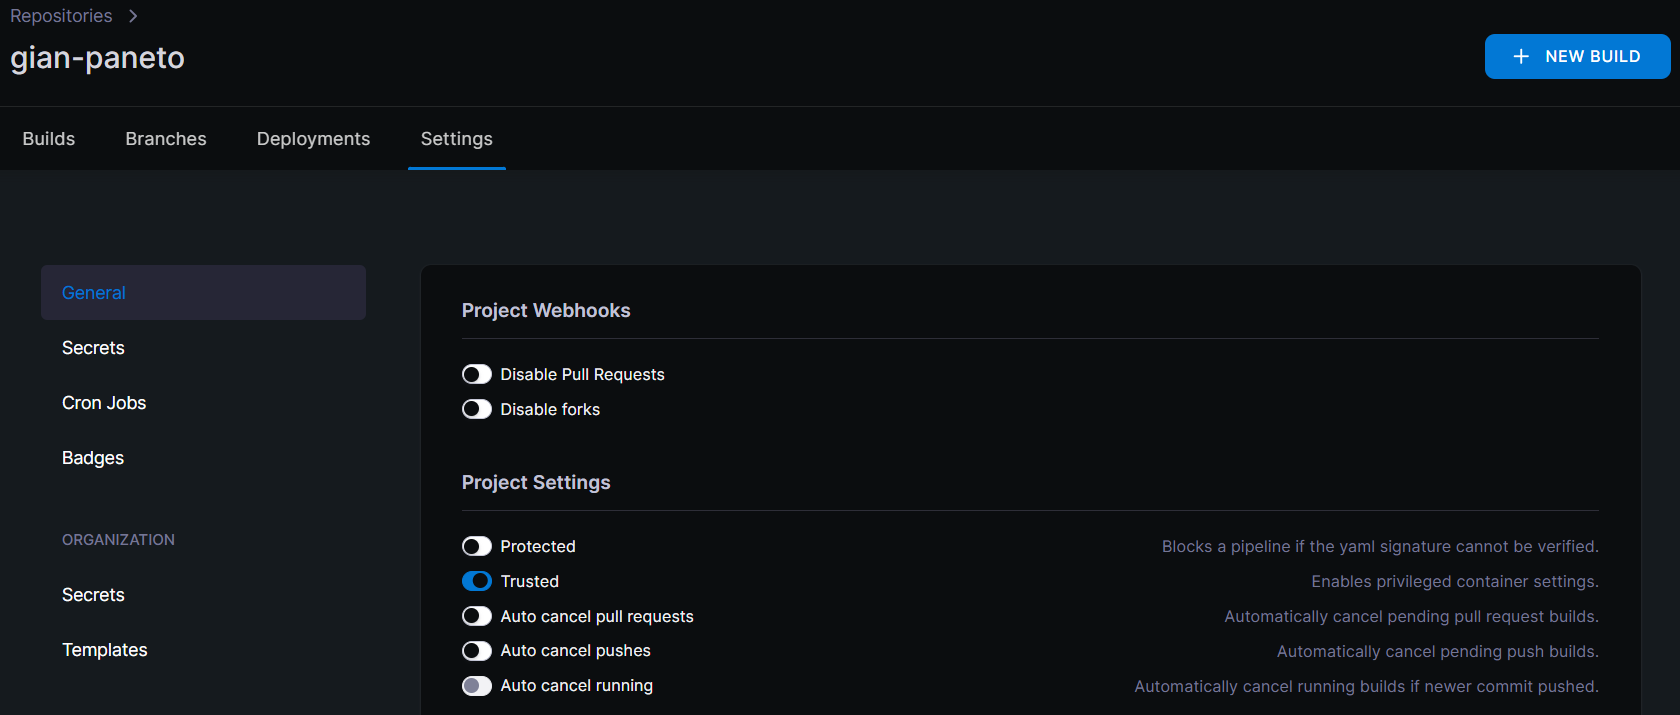 Repositories
gian-paneto
NEW BUILD
Builds Branches Deployments Settings
General
Secrets
Cron Jobs
Badges
ORGANIZATION
Secrets
Templates
Project Webhooks
Disable Pull Requests
Disable forks
Project Settings
Protected Blocks a pipeline if the yaml signature cannot be verified.
Trusted Enables privileged container settings.
Auto cancel pull requests Automatically cancel pending pull request builds.
Auto cancel pushes Automatically cancel pending push builds.
Auto cancel running Automatically cancel running builds if newer commit pushed.